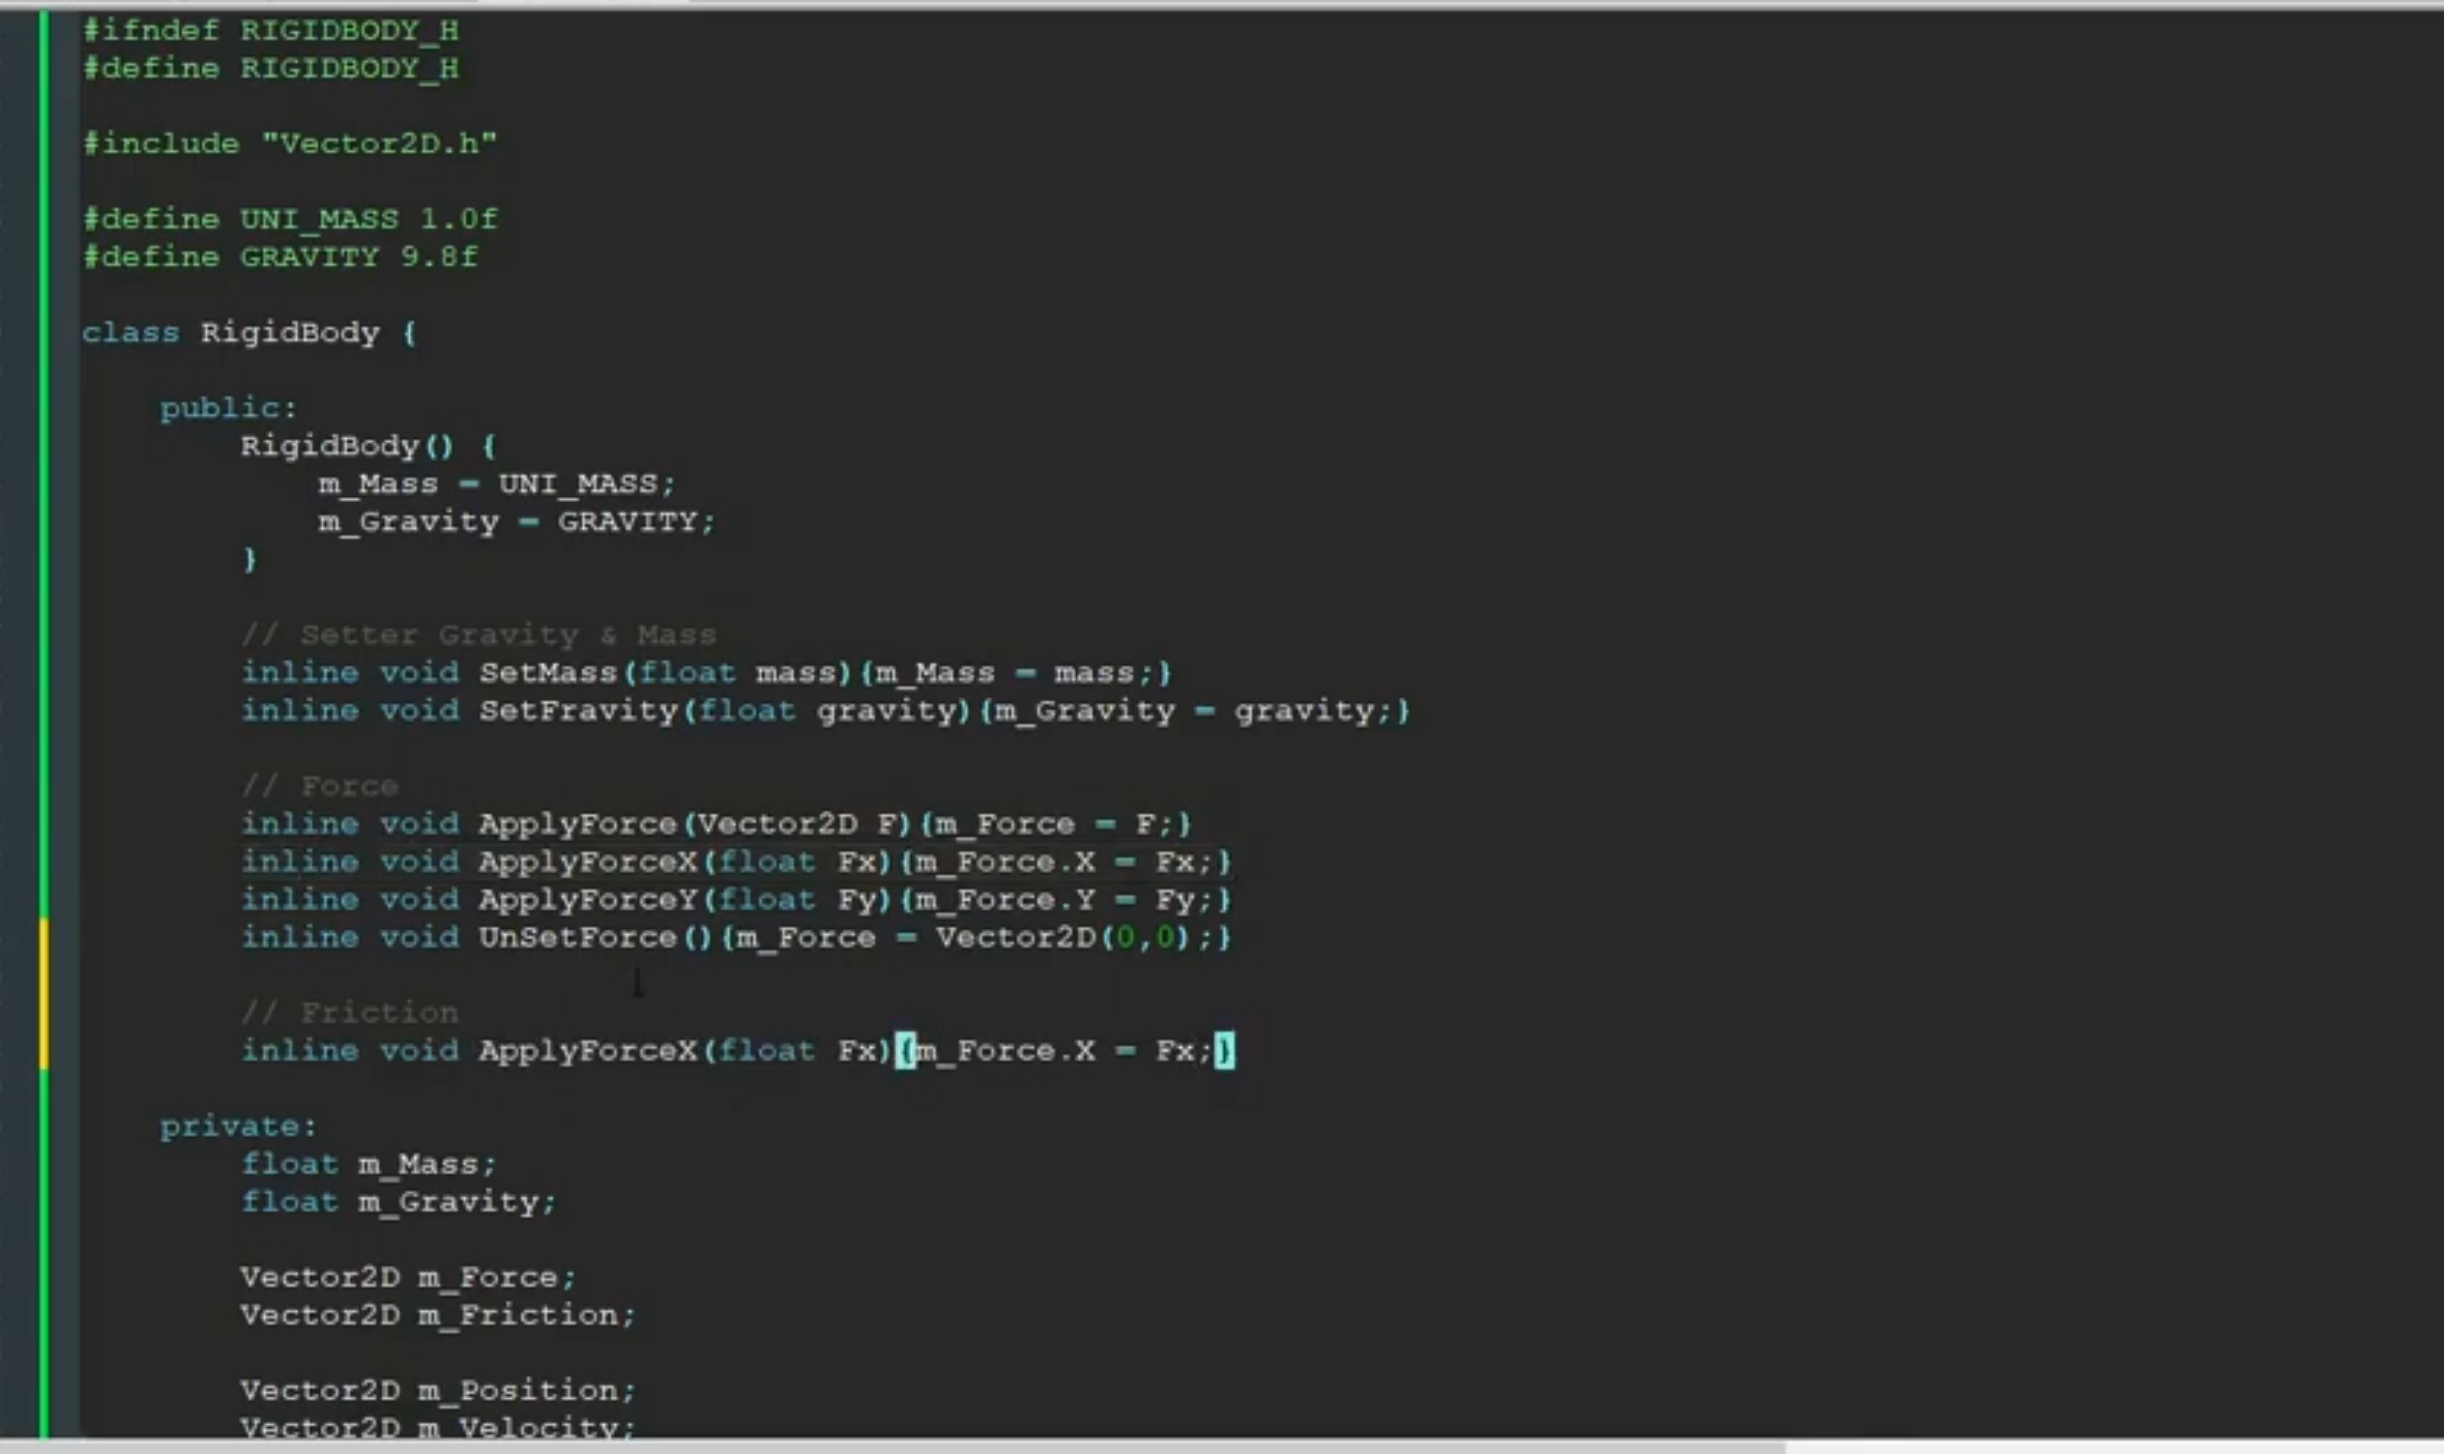 #ifndef RIGIDBODY_H
#define RIGIDBODY_H
#include "Vector2D.h"
#define UNI_MASS 1.0f
#define GRAVITY 9.8f
class RigidBody {
public:
RigidBody() {
m_Mass = UNI_MASS;
m_Gravity = GRAVITY;
}
// Setter Gravity & Mass
inline void SetMass(float mass){m_Mass = mass;}
inline void SetFravity(float gravity){m_Gravity = gravity;}
// Force
inline void ApplyForce(Vector2D F){m_Force = F;}
inline void ApplyForceX(float Fx){m_Force.X = Fx;}
inline void ApplyForceY(float Fy){m_Force.Y = Fy;}
inline void UnSetForce(){m_Force = Vector2D(0,0);}
// Friction
inline void ApplyForceX(float Fx){m_Force.X = Fx;}
private:
float m_Mass;
float m_Gravity;
Vector2D m_Force;
Vector2D m_Friction;
Vector2D m_Position;
Vector2D m_Velocity;